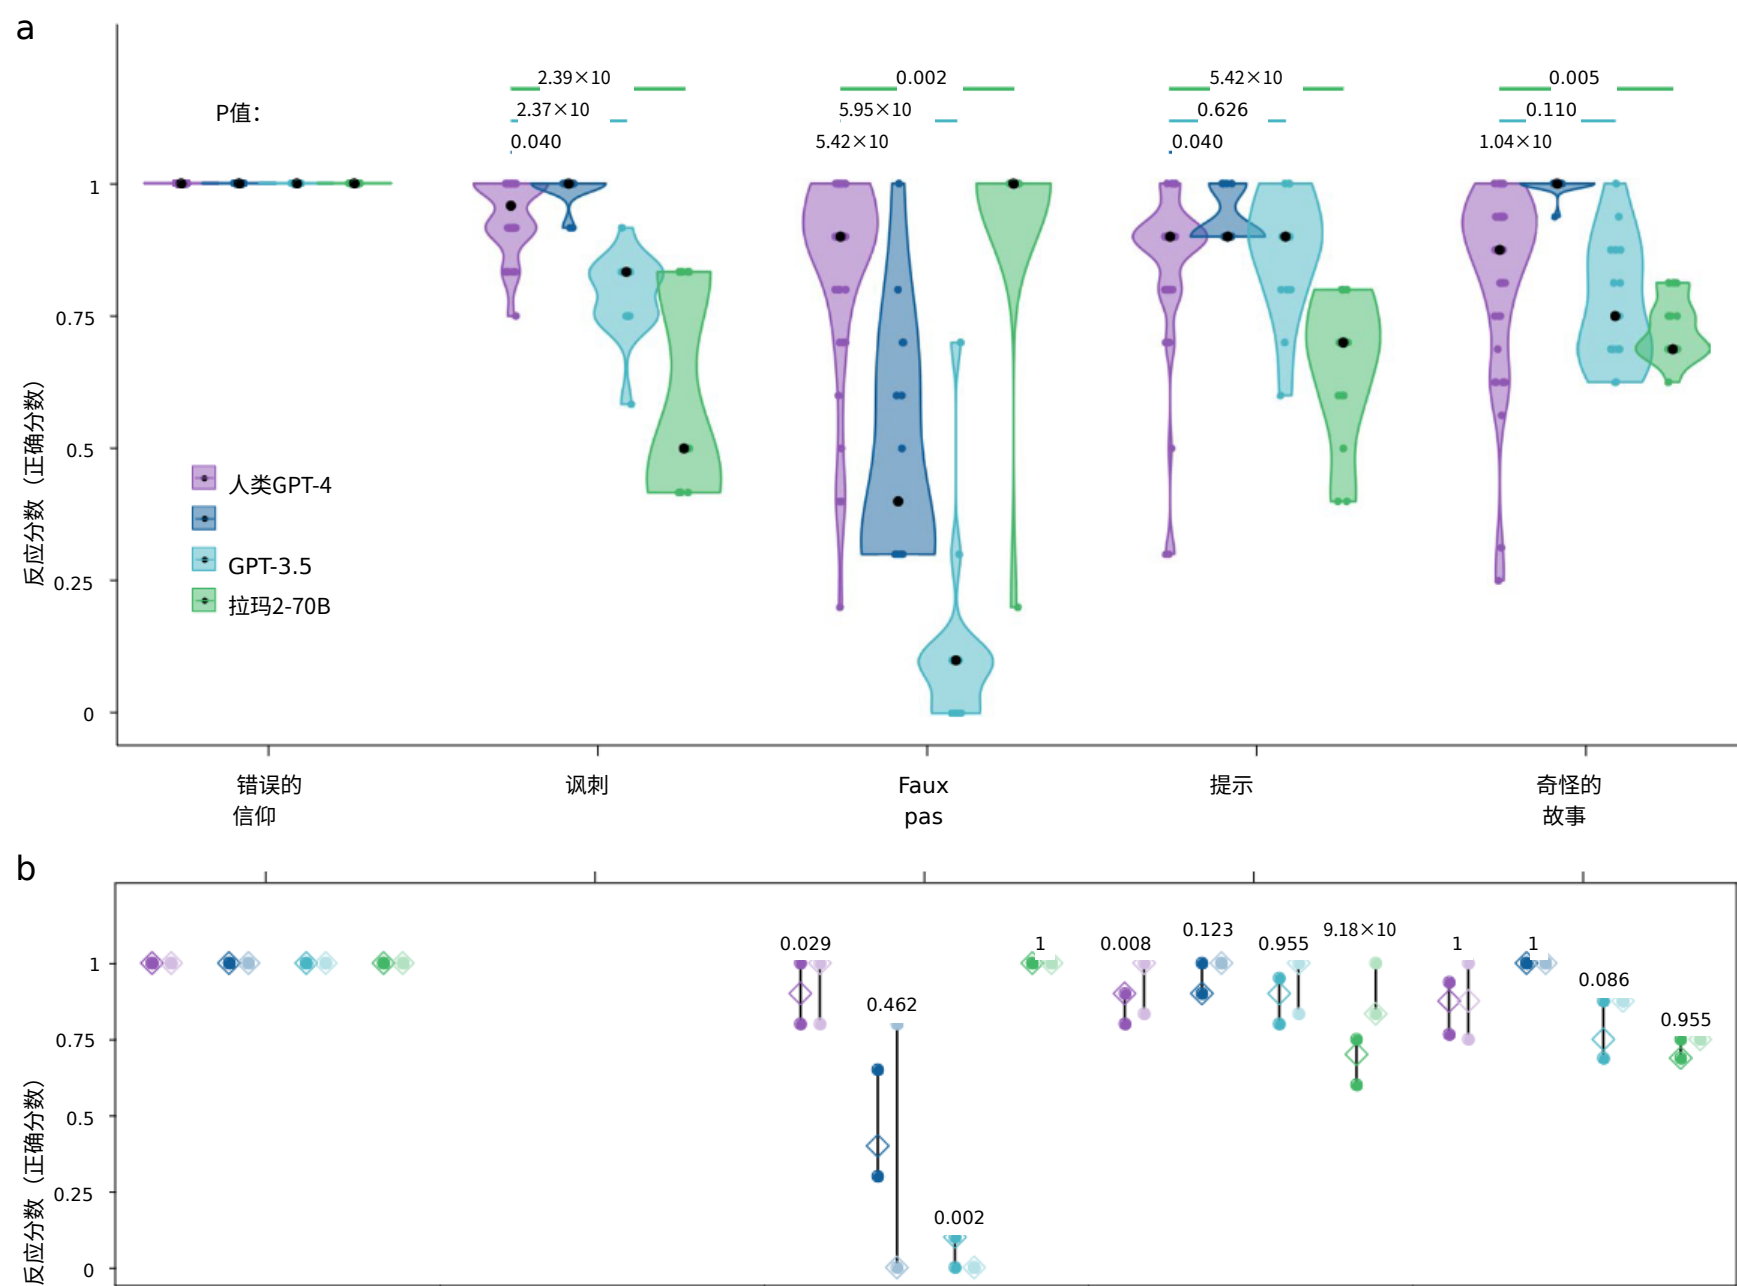 a
2.39×10
0.002
5.42×10
0.005
P值：
2.37×10
5.95×10
0.626
0.110
0.040
5.42×10
0.040
1.04×10
1
0.75
0.5
0.25
0
反应分数（正确分数）
人类GPT-4
GPT-3.5
拉玛2-70B
错误的
信仰
讽刺
Faux
pas
提示
奇怪的
故事
b
0.029
0.462
0.002
1
0.008
0.123
0.955
9.18×10
1
1
0.086
0.955
1
0.75
0.5
0.25
0
反应分数（正确分数）